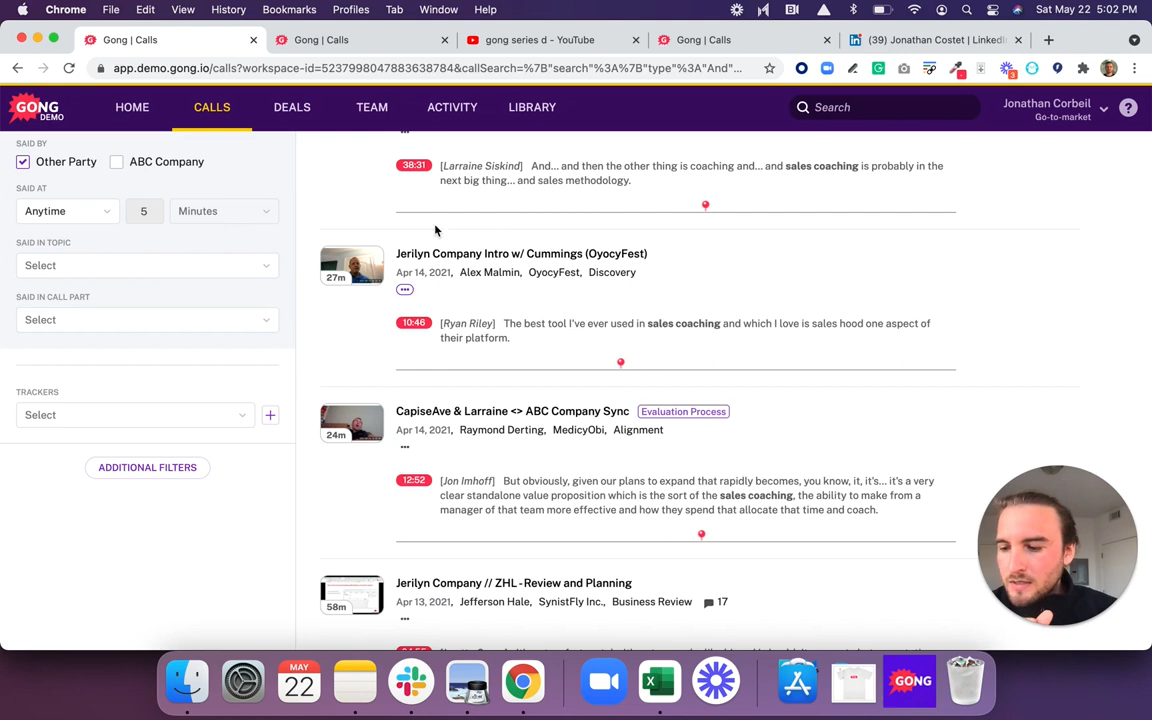 Chrome File Edit View History Bookmarks Profiles Tab Window Help Sat May 22 5:02 PM
Gong | Calls Gong | Calls gong series d - YouTube Gong | Calls (39) Jonathan Costet | LinkedIn
app.demo.gong.io/calls?workspace-id=5237998047883638784&callSearch=%7B"search"%3A%7B"type"%3A"And"...
3
GONG DEMO HOME CALLS DEALS TEAM ACTIVITY LIBRARY Search Jonathan Corbeil ?
Go-to-market
SAID BY
Other Party ABC Company
SAID AT
Anytime 5 Minutes
SAID IN TOPIC
Select
SAID IN CALL PART
Select
TRACKERS
Select +
ADDITIONAL FILTERS
38:31 [Larraine Siskind] And... and then the other thing is coaching and... and sales coaching is probably in the
next big thing... and sales methodology.
27m
Jerilyn Company Intro w/ Cummings (OyocyFest)
Apr 14, 2021, Alex Malmin, OyocyFest, Discovery
10:46 [Ryan Riley] The best tool I've ever used in sales coaching and which I love is sales hood one aspect of
their platform.
24m
CapiseAve & Larraine <> ABC Company Sync Evaluation Process
Apr 14, 2021, Raymond Derting, MedicyObi, Alignment
12:52 [Jon Imhoff] But obviously, given our plans to expand that rapidly becomes, you know, it, it's... it's a very
clear standalone value proposition which is the sort of the sales coaching, the ability to make from a
manager of that team more effective and how they spend that allocate that time and coach.
58m
Jerilyn Company // ZHL - Review and Planning
Apr 13, 2021, Jefferson Hale, SynistFly Inc., Business Review 17
MAY
22
GONG